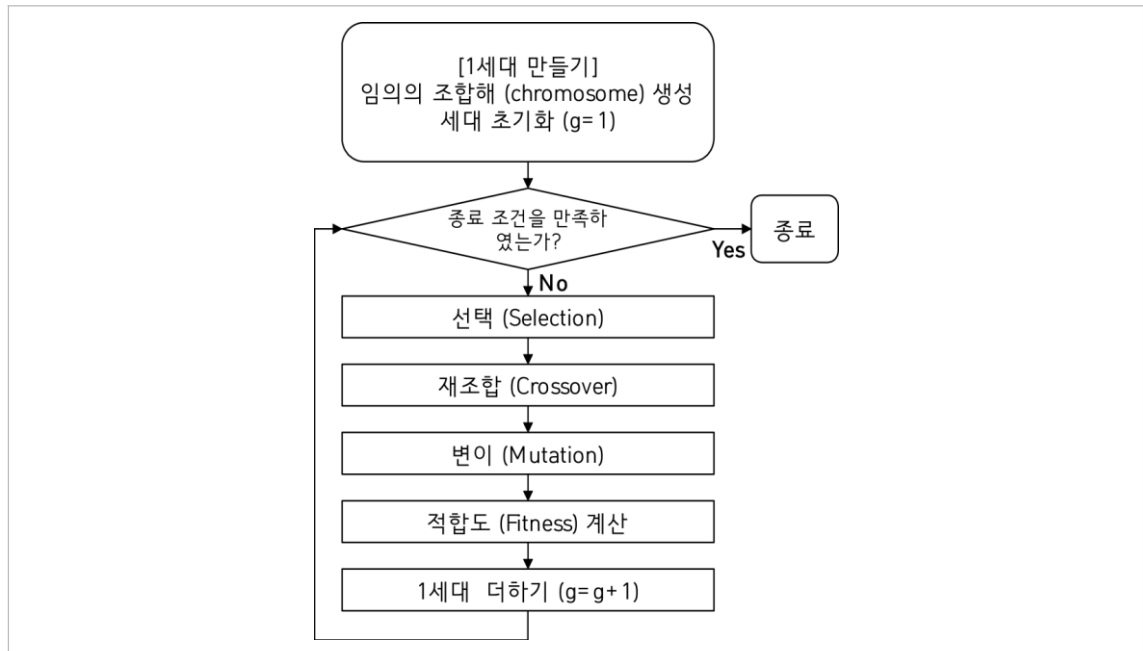 [1세대 만들기]
임의의 조합해 (chromosome) 생성
세대 초기화 (g=1)
종료 조건을 만족하
였는가?
Yes
종료
No
선택 (Selection)
재조합 (Crossover)
변이 (Mutation)
적합도 (Fitness) 계산
1세대 더하기 (g=g+1)